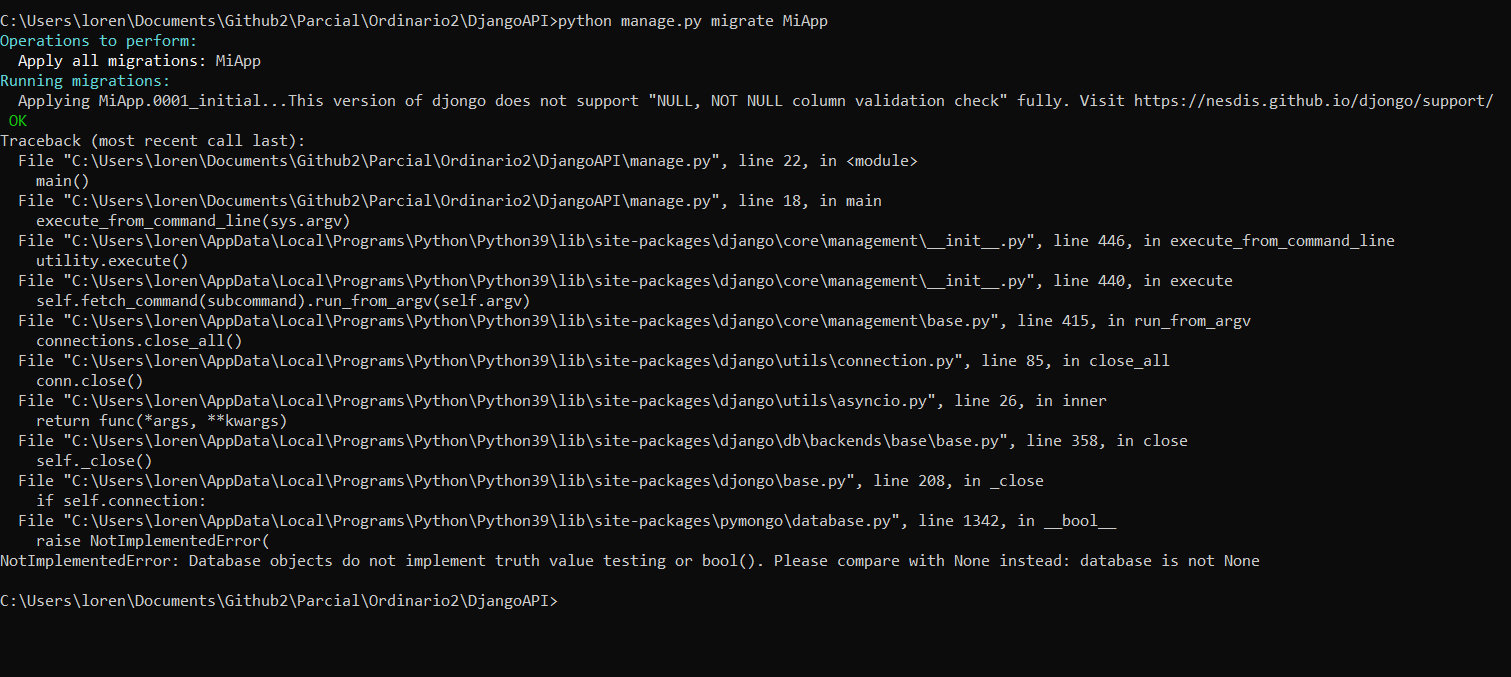 C:\Users\loren\Documents\Github2\Parcial\Ordinario2\DjangoAPI>python manage.py migrate MiApp
Operations to perform:
  Apply all migrations: MiApp
Running migrations:
  Applying MiApp.0001_initial...This version of djongo does not support "NULL, NOT NULL column validation check" fully. Visit https://nesdis.github.io/djongo/support/
 OK
Traceback (most recent call last):
  File "C:\Users\loren\Documents\Github2\Parcial\Ordinario2\DjangoAPI\manage.py", line 22, in <module>
    main()
  File "C:\Users\loren\Documents\Github2\Parcial\Ordinario2\DjangoAPI\manage.py", line 18, in main
    execute_from_command_line(sys.argv)
  File "C:\Users\loren\AppData\Local\Programs\Python\Python39\lib\site-packages\django\core\management\__init__.py", line 446, in execute_from_command_line
    utility.execute()
  File "C:\Users\loren\AppData\Local\Programs\Python\Python39\lib\site-packages\django\core\management\__init__.py", line 440, in execute
    self.fetch_command(subcommand).run_from_argv(self.argv)
  File "C:\Users\loren\AppData\Local\Programs\Python\Python39\lib\site-packages\django\core\management\base.py", line 415, in run_from_argv
    connections.close_all()
  File "C:\Users\loren\AppData\Local\Programs\Python\Python39\lib\site-packages\django\utils\connection.py", line 85, in close_all
    conn.close()
  File "C:\Users\loren\AppData\Local\Programs\Python\Python39\lib\site-packages\django\utils\asyncio.py", line 26, in inner
    return func(*args, **kwargs)
  File "C:\Users\loren\AppData\Local\Programs\Python\Python39\lib\site-packages\django\db\backends\base\base.py", line 358, in close
    self._close()
  File "C:\Users\loren\AppData\Local\Programs\Python\Python39\lib\site-packages\djongo\base.py", line 208, in _close
    if self.connection:
  File "C:\Users\loren\AppData\Local\Programs\Python\Python39\lib\site-packages\pymongo\database.py", line 1342, in __bool__
    raise NotImplementedError(
NotImplementedError: Database objects do not implement truth value testing or bool(). Please compare with None instead: database is not None
C:\Users\loren\Documents\Github2\Parcial\Ordinario2\DjangoAPI>